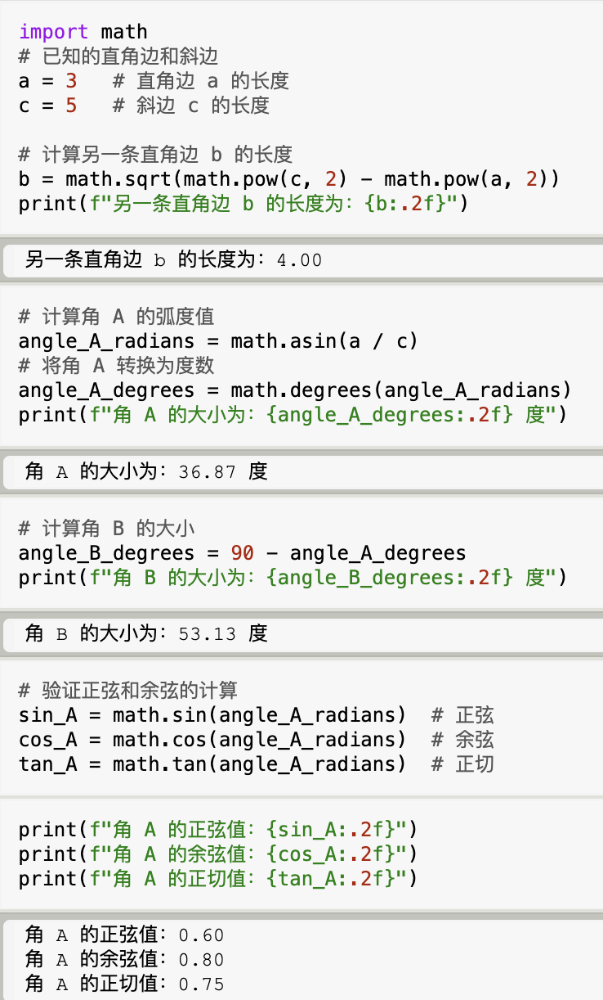 import math
# 已知的直角边和斜边
a = 3   # 直角边 a 的长度
c = 5   # 斜边 c 的长度
# 计算另一条直角边 b 的长度
b = math.sqrt(math.pow(c, 2) - math.pow(a, 2))
print(f"另一条直角边 b 的长度为: {b:.2f}")
另一条直角边 b 的长度为: 4.00
# 计算角 A 的弧度值
angle_A_radians = math.asin(a / c)
# 将角 A 转换为度数
angle_A_degrees = math.degrees(angle_A_radians)
print(f"角 A 的大小为: {angle_A_degrees:.2f} 度")
角 A 的大小为: 36.87 度
# 计算角 B 的大小
angle_B_degrees = 90 - angle_A_degrees
print(f"角 B 的大小为: {angle_B_degrees:.2f} 度")
角 B 的大小为: 53.13 度
# 验证正弦和余弦的计算
sin_A = math.sin(angle_A_radians)  # 正弦
cos_A = math.cos(angle_A_radians)  # 余弦
tan_A = math.tan(angle_A_radians)  # 正切
print(f"角 A 的正弦值: {sin_A:.2f}")
print(f"角 A 的余弦值: {cos_A:.2f}")
print(f"角 A 的正切值: {tan_A:.2f}")
角 A 的正弦值: 0.60
角 A 的余弦值: 0.80
角 A 的正切值: 0.75